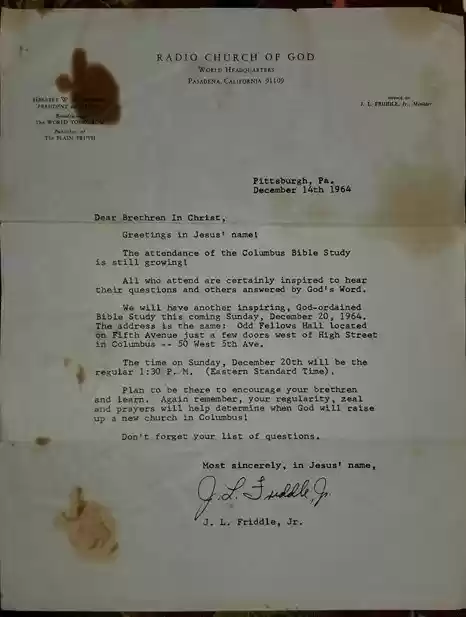 RADIO CHURCH OF GOD
WORLD HEADQUARTERS
PASADENA, CALIFORNIA 91109
HERBERT W.
PRESIDENT
The WORLD
Publisher of
The PLAIN TRUTH
OFFICE OF
J. L. FRIDDLE, Jr., Minister
Pittsburgh, Pa.
December 14th 1964
Dear Brethren In Christ,
Greetings in Jesus' name!
The attendance of the Columbus Bible Study
is still growing!
All who attend are certainly inspired to hear
their questions and others answered by God's Word.
We will have another inspiring, God-ordained
Bible Study this coming Sunday, December 20, 1964.
The address is the same: Odd Fellows Hall located
on Fifth Avenue just a few doors west of High Street
in Columbus -- 50 West 5th Ave.
The time on Sunday, December 20th will be the
regular 1:30 P.M. (Eastern Standard Time).
Plan to be there to encourage your brethren
and learn. Again remember, your regularity, zeal
and prayers will help determine when God will raise
up a new church in Columbus!
Don't forget your list of questions.
Most sincerely, in Jesus' name,
J. L. Friddle, Jr.
J. L. Friddle, Jr.